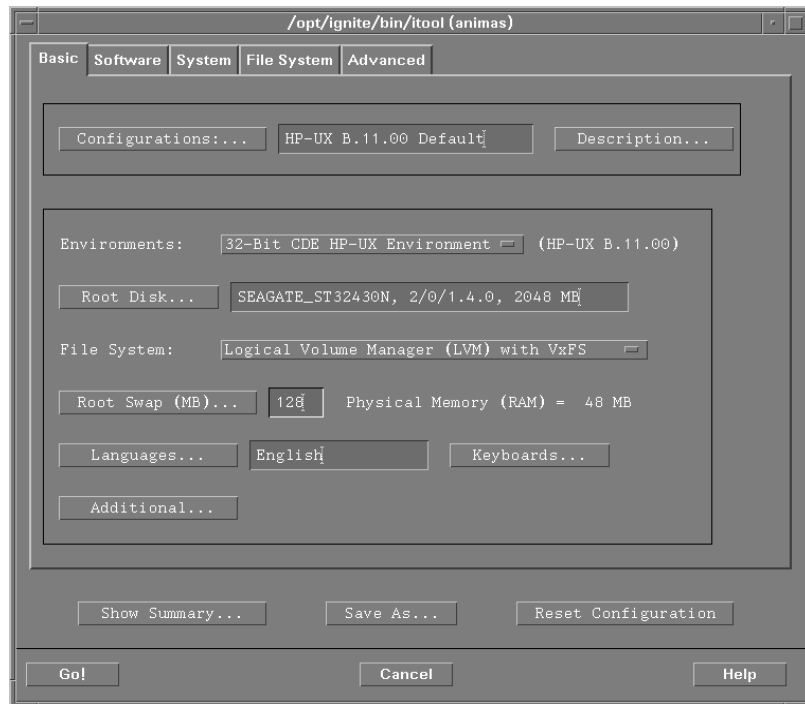 /opt/ignite/bin/itool (animas)
Basic Software System File System Advanced
Configurations:... HP-UX B.11.00 Default Description...
Environments: 32-Bit CDE HP-UX Environment (HP-UX B.11.00)
Root Disk... SEAGATE_ST32430N, 2/0/1.4.0, 2048 MB
File System: Logical Volume Manager (LVM) with VxFS
Root Swap (MB)... 128 Physical Memory (RAM) = 48 MB
Languages... English Keyboards...
Additional...
Show Summary... Save As... Reset Configuration
Go! Cancel Help